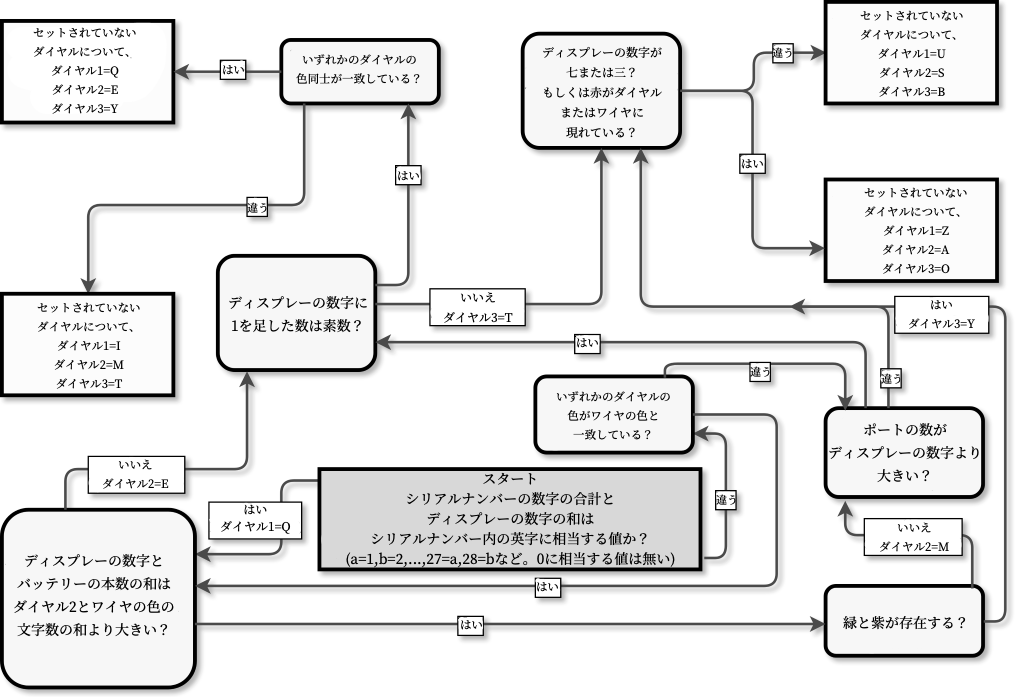 セットされていない
ダイヤルについて、
ダイヤル1=Q
ダイヤル2=E
ダイヤル3=Y
はい
いずれかのダイヤルの
色同士が一致している？
ディスプレーの数字が
七または三？
もしくは赤がダイヤル
またはワイヤに
現れている？
違う
セットされていない
ダイヤルについて、
ダイヤル1=U
ダイヤル2=S
ダイヤル3=B
はい
はい
違う
セットされていない
ダイヤルについて、
ダイヤル1=Z
ダイヤル2=A
ダイヤル3=O
セットされていない
ダイヤルについて、
ダイヤル1=I
ダイヤル2=M
ダイヤル3=T
ディスプレーの数字に
1を足した数は素数？
いいえ
ダイヤル3=T
はい
ダイヤル3=Y
はい
違う
違う
いずれかのダイヤルの
色がワイヤの色と
一致している？
ポートの数が
ディスプレーの数字より
大きい？
いいえ
ダイヤル2=E
はい
ダイヤル1=Q
スタート
シリアルナンバーの数字の合計と
ディスプレーの数字の和は
シリアルナンバー内の英字に相当する値か？
(a=1,b=2,...,27=a,28=bなど。0に相当する値は無い)
違う
いいえ
ダイヤル2=M
ディスプレーの数字と
バッテリーの本数の和は
ダイヤル2とワイヤの色の
文字数の和より大きい？
はい
はい
緑と紫が存在する？